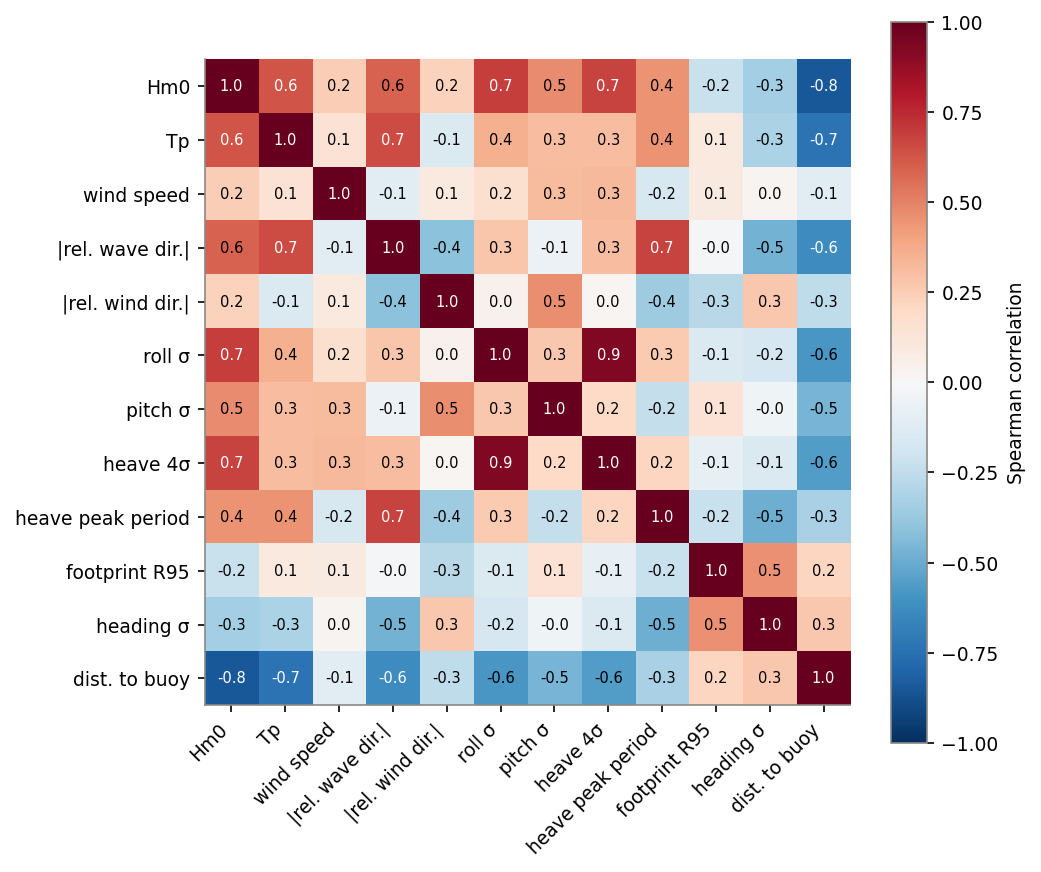 1.00
Hm0 1.0 0.6 0.2 0.6 0.2 0.7 0.5 0.7 0.4 -0.2 -0.3 -0.8
Tp 0.6 1.0 0.1 0.7 -0.1 0.4 0.3 0.3 0.4 0.1 -0.3 -0.7
0.75
wind speed 0.2 0.1 1.0 -0.1 0.1 0.2 0.3 0.3 -0.2 0.1 0.0 -0.1
0.50
|rel. wave dir.| 0.6 0.7 -0.1 1.0 -0.4 0.3 -0.1 0.3 0.7 -0.0 -0.5 -0.6
|rel. wind dir.| 0.2 -0.1 0.1 -0.4 1.0 0.0 0.5 0.0 -0.4 -0.3 0.3 -0.3
0.25
roll σ 0.7 0.4 0.2 0.3 0.0 1.0 0.3 0.9 0.3 -0.1 -0.2 -0.6
0.00
Spearman correlation
pitch σ 0.5 0.3 0.3 -0.1 0.5 0.3 1.0 0.2 -0.2 0.1 -0.0 -0.5
heave 4σ 0.7 0.3 0.3 0.3 0.0 0.9 0.2 1.0 0.2 -0.1 -0.1 -0.6
−0.25
heave peak period 0.4 0.4 -0.2 0.7 -0.4 0.3 -0.2 0.2 1.0 -0.2 -0.5 -0.3
−0.50
footprint R95 -0.2 0.1 0.1 -0.0 -0.3 -0.1 0.1 -0.1 -0.2 1.0 0.5 0.2
heading σ -0.3 -0.3 0.0 -0.5 0.3 -0.2 -0.0 -0.1 -0.5 0.5 1.0 0.3
−0.75
dist. to buoy -0.8 -0.7 -0.1 -0.6 -0.3 -0.6 -0.5 -0.6 -0.3 0.2 0.3 1.0
−1.00
Hm0
Tp
wind speed
|rel. wave dir.|
|rel. wind dir.|
roll σ
pitch σ
heave 4σ
heave peak period
footprint R95
heading σ
dist. to buoy